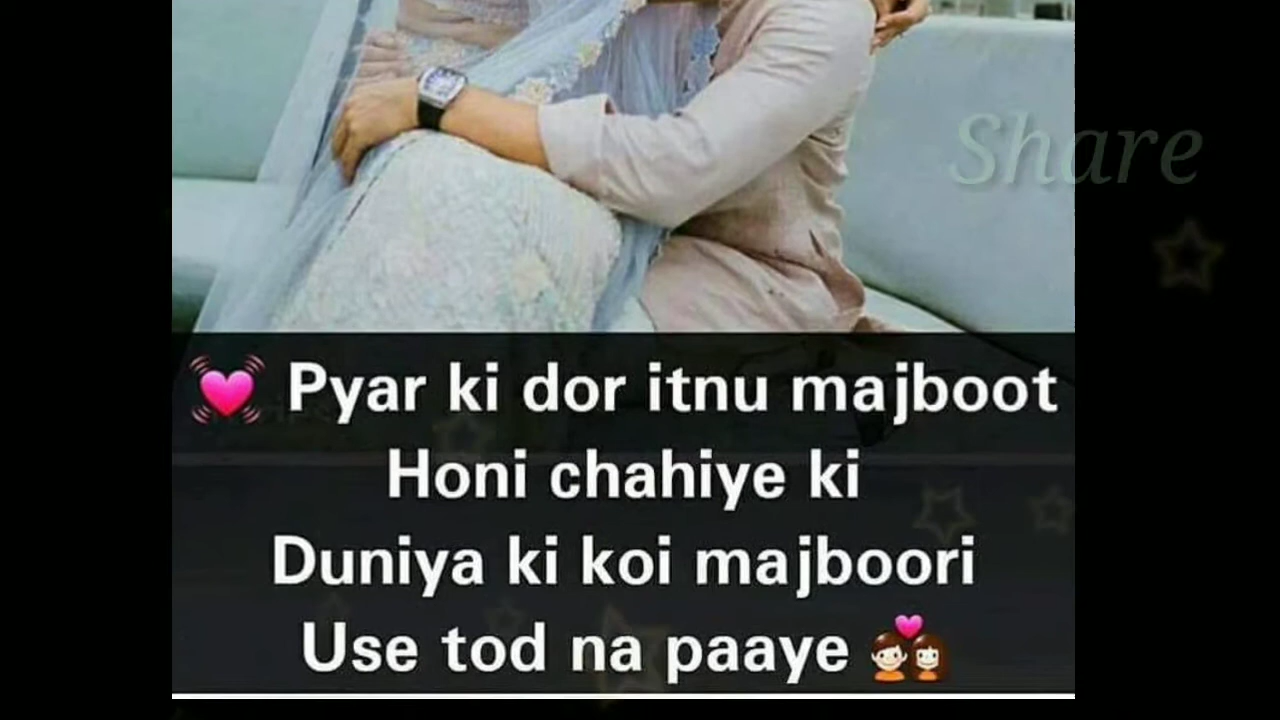 Share
💓 Pyar ki dor itnu majboot
Honi chahiye ki
Duniya ki koi majboori
Use tod na paaye 💑